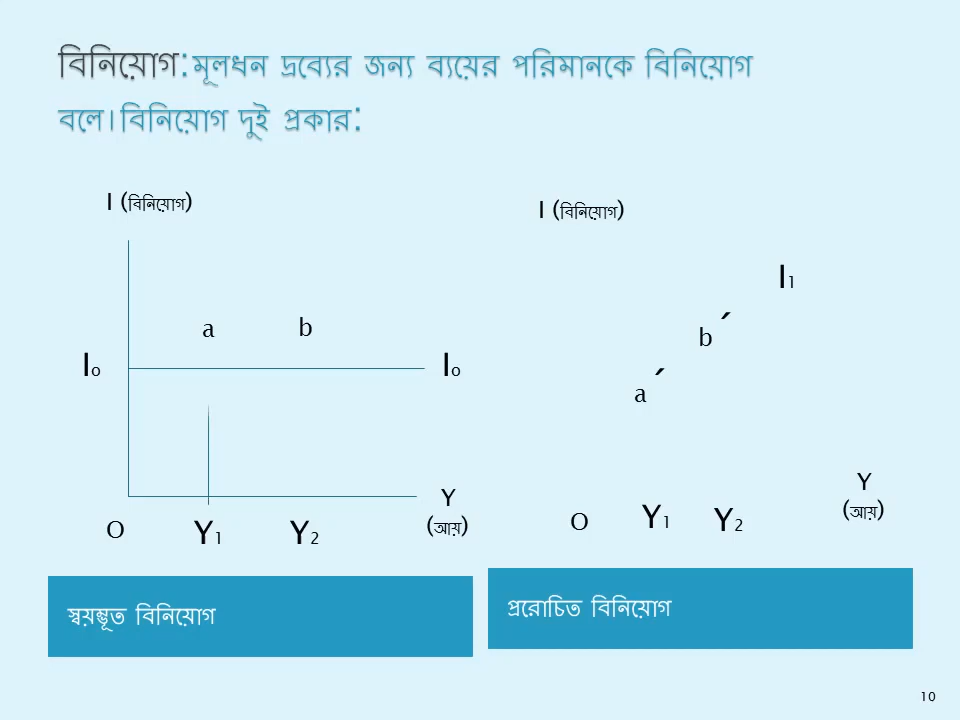 বিনিয়োগ:মূলধন দ্রব্যের জন্য ব্যয়ের পরিমানকে বিনিয়োগ
বলে।বিনিয়োগ দুই প্রকার:
I (বিনিয়োগ)
a b
I₀ I₀
Y
(আয়)
O Y₁ Y₂
স্বয়ম্ভূত বিনিয়োগ
I (বিনিয়োগ)
I₁
b´
a´
Y
(আয়)
O Y₁ Y₂
প্ররোচিত বিনিয়োগ
10